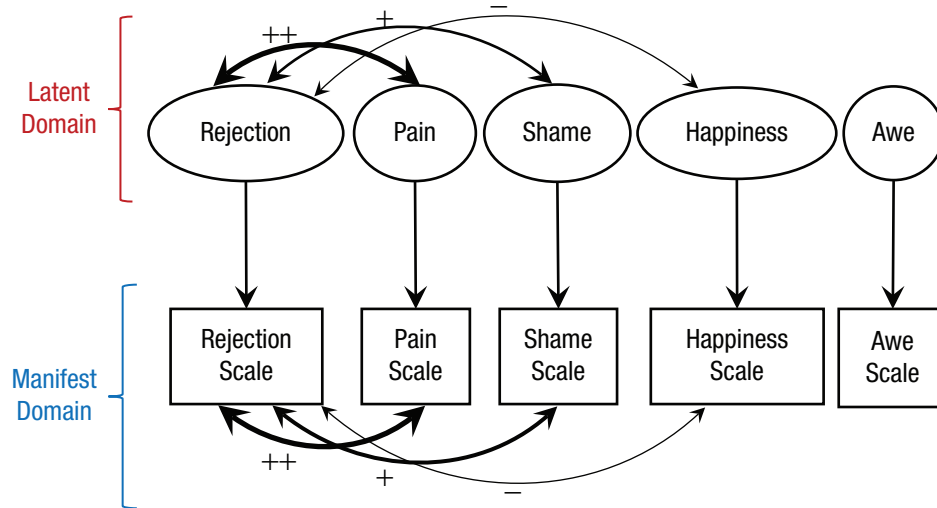 ++
+
−
Latent
Domain
Rejection
Pain
Shame
Happiness
Awe
Manifest
Domain
Rejection
Scale
Pain
Scale
Shame
Scale
Happiness
Scale
Awe
Scale
++
+
−